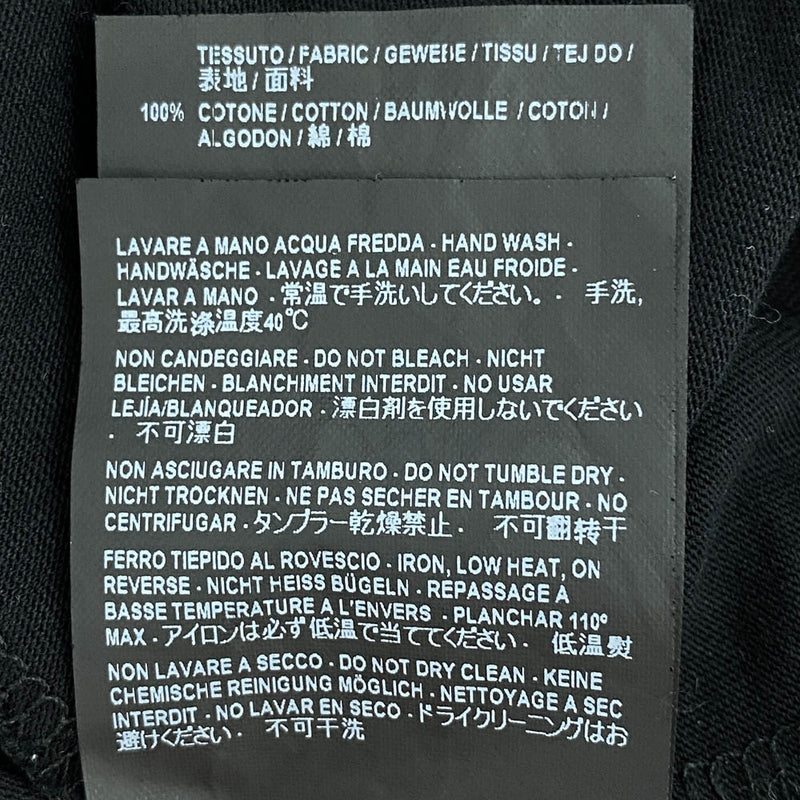 TESSUTO / FABRIC / GEWEBE / TISSU / TEJ DO /
表地 / 面料
100% COTONE / COTTON / BAUMWOLLE / COTON /
ALGODON / 綿 / 棉
LAVARE A MANO ACQUA FREDDA - HAND WASH -
HANDWÄSCHE - LAVAGE A LA MAIN EAU FROIDE -
LAVAR A MANO - 常温で手洗いしてください。 - 手洗,
最高洗涤温度40℃
NON CANDEGGIARE - DO NOT BLEACH - NICHT
BLEICHEN - BLANCHIMENT INTERDIT - NO USAR
LEJÍA/BLANQUEADOR - 漂白剤を使用しないでください
- 不可漂白
NON ASCIUGARE IN TAMBURO - DO NOT TUMBLE DRY -
NICHT TROCKNEN - NE PAS SECHER EN TAMBOUR - NO
CENTRIFUGAR - タンブラー乾燥禁止 - 不可翻转干
FERRO TIEPIDO AL ROVESCIO - IRON, LOW HEAT, ON
REVERSE - NICHT HEISS BÜGELN - REPASSAGE A
BASSE TEMPERATURE A L'ENVERS - PLANCHAR 110º
MAX - アイロンは必ず低温で当ててください - 低温熨
NON LAVARE A SECCO - DO NOT DRY CLEAN - KEINE
CHEMISCHE REINIGUNG MÖGLICH - NETTOYAGE A SEC
INTERDIT - NO LAVAR EN SECO - ドライクリーニングはお
避けください - 不可干洗